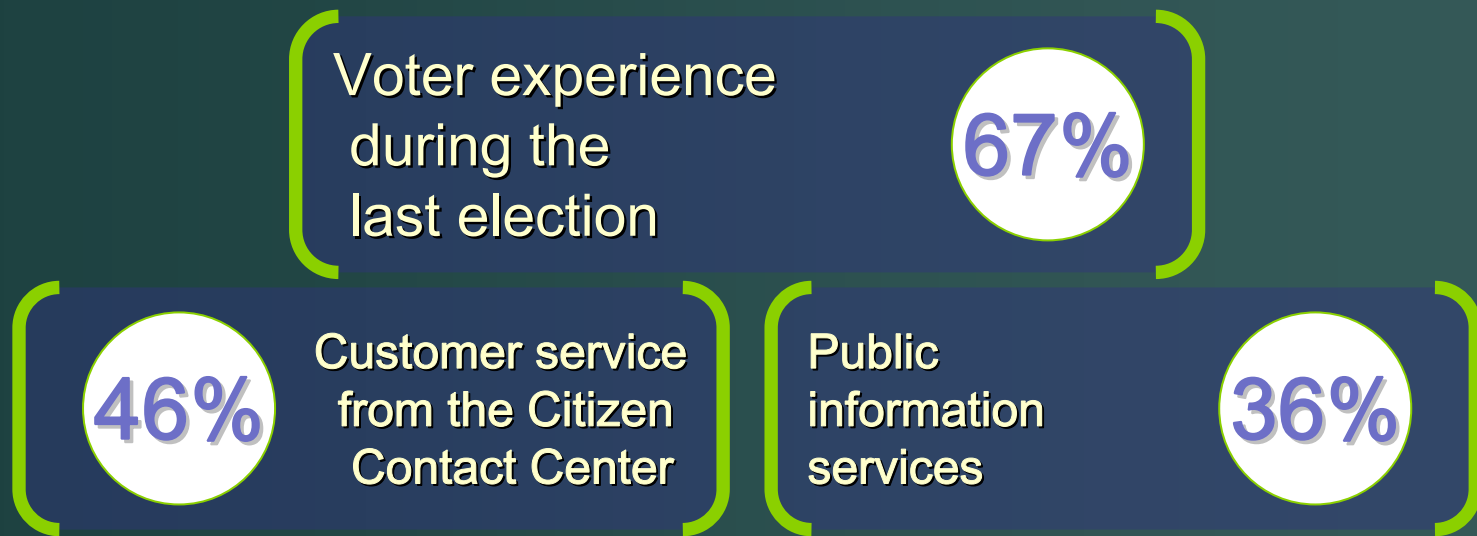 Voter experience
during the
last election
67%
46%
Customer service
from the Citizen
Contact Center
Public
information
services
36%